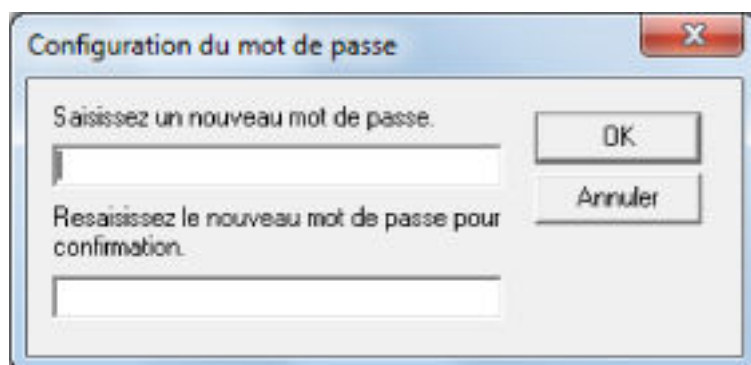 Configuration du mot de passe
Saisissez un nouveau mot de passe.
OK
Annuler
Resaisissez le nouveau mot de passe pour
confirmation.